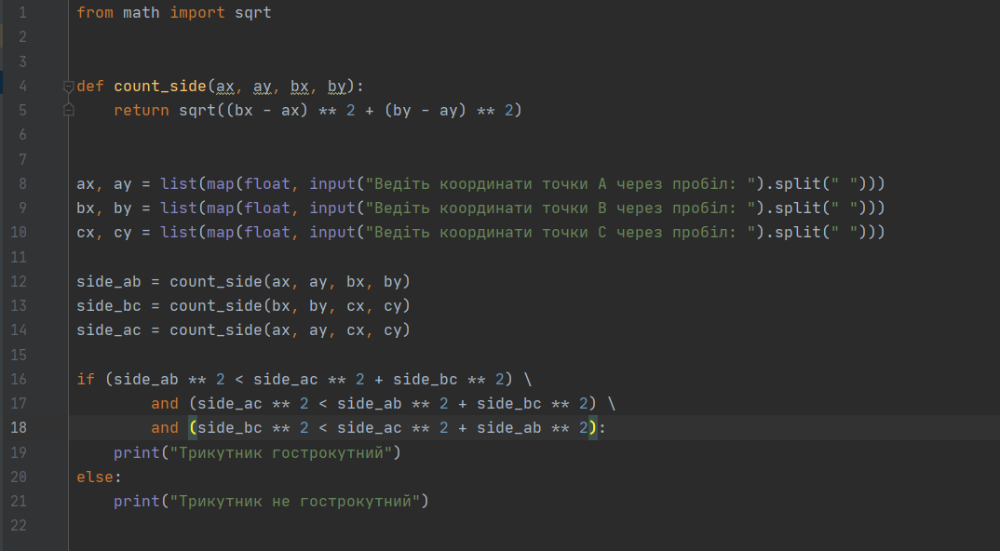 1 from math import sqrt
2
3
4 def count_side(ax, ay, bx, by):
5 return sqrt((bx - ax) ** 2 + (by - ay) ** 2)
6
7
8 ax, ay = list(map(float, input("Ведіть координати точки A через пробіл: ").split(" ")))
9 bx, by = list(map(float, input("Ведіть координати точки B через пробіл: ").split(" ")))
10 cx, cy = list(map(float, input("Ведіть координати точки C через пробіл: ").split(" ")))
11
12 side_ab = count_side(ax, ay, bx, by)
13 side_bc = count_side(bx, by, cx, cy)
14 side_ac = count_side(ax, ay, cx, cy)
15
16 if (side_ab ** 2 < side_ac ** 2 + side_bc ** 2) \
17 and (side_ac ** 2 < side_ab ** 2 + side_bc ** 2) \
18 and (side_bc ** 2 < side_ac ** 2 + side_ab ** 2):
19 print("Трикутник гострокутний")
20 else:
21 print("Трикутник не гострокутний")
22